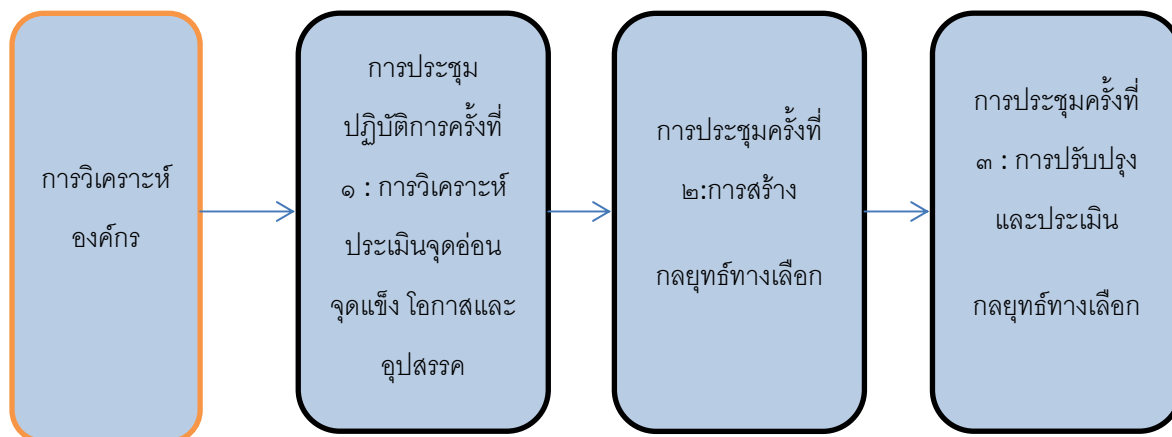 การวิเคราะห์
องค์กร
การประชุม
ปฏิบัติการครั้งที่
๑ : การวิเคราะห์
ประเมินจุดอ่อน
จุดแข็ง โอกาสและ
อุปสรรค
การประชุมครั้งที่
๒:การสร้าง
กลยุทธ์ทางเลือก
การประชุมครั้งที่
๓ : การปรับปรุง
และประเมิน
กลยุทธ์ทางเลือก